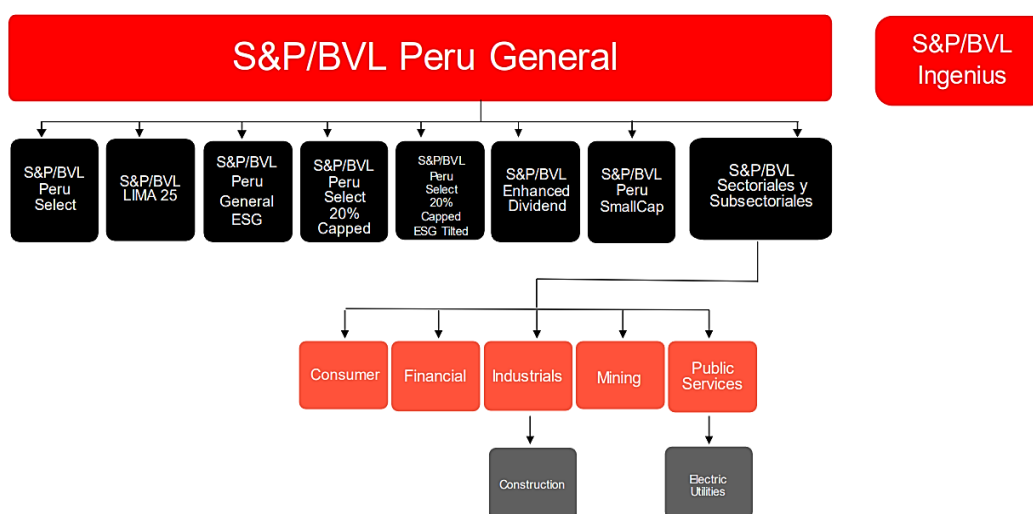 S&P/BVL Peru General
S&P/BVL
Ingenius
S&P/BVL
Peru
Select
S&P/BVL
LIMA 25
S&P/BVL
Peru
General
ESG
S&P/BVL
Peru
Select
20%
Capped
S&P/BVL
Peru
Select
20%
Capped
ESG Tilted
S&P/BVL
Enhanced
Dividend
S&P/BVL
Peru
SmallCap
S&P/BVL
Sectoriales y
Subsectoriales
Consumer
Financial
Industrials
Mining
Public
Services
Construction
Electric
Utilities